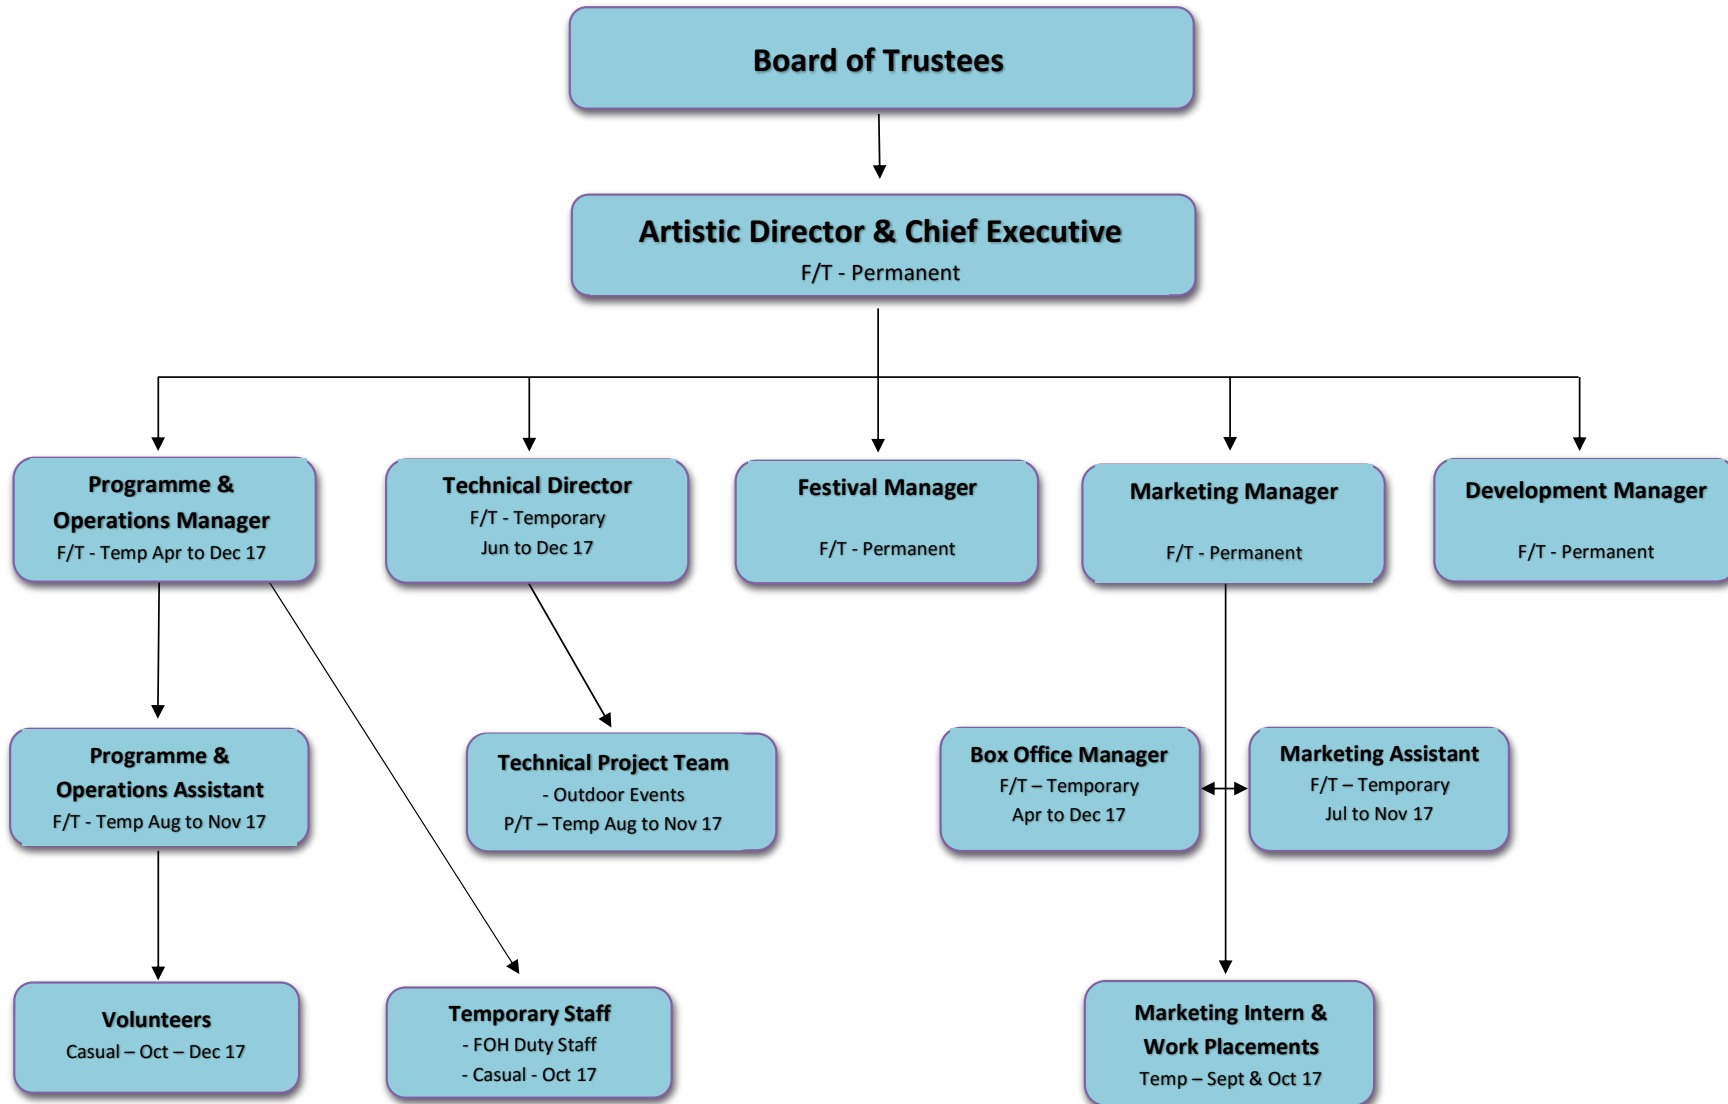 Board of Trustees
Artistic Director & Chief Executive
F/T - Permanent
Programme &
Operations Manager
F/T - Temp Apr to Dec 17
Technical Director
F/T - Temporary
Jun to Dec 17
Festival Manager
F/T - Permanent
Marketing Manager
F/T - Permanent
Development Manager
F/T - Permanent
Programme &
Operations Assistant
F/T - Temp Aug to Nov 17
Technical Project Team
- Outdoor Events
P/T – Temp Aug to Nov 17
Box Office Manager
F/T – Temporary
Apr to Dec 17
Marketing Assistant
F/T – Temporary
Jul to Nov 17
Volunteers
Casual – Oct – Dec 17
Temporary Staff
- FOH Duty Staff
- Casual - Oct 17
Marketing Intern &
Work Placements
Temp – Sept & Oct 17